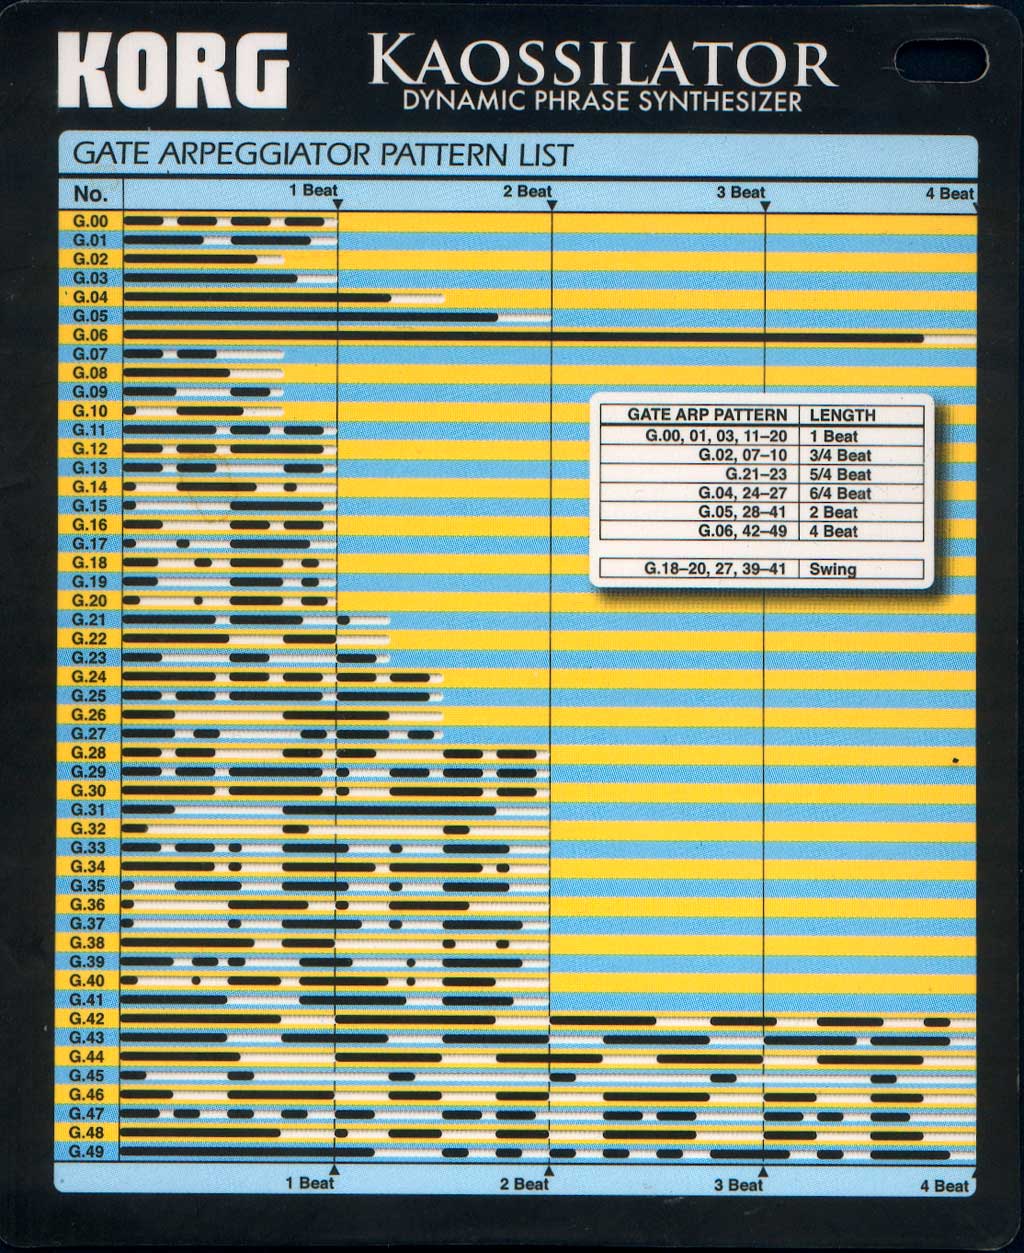 KORG KAOSSILATOR
DYNAMIC PHRASE SYNTHESIZER
GATE ARPEGGIATOR PATTERN LIST
No. 1 Beat 2 Beat 3 Beat 4 Beat
G.00
G.01
G.02
G.03
G.04
G.05
G.06
G.07
G.08
G.09
G.10
G.11
G.12
G.13
G.14
G.15
G.16
G.17
G.18
G.19
G.20
G.21
G.22
G.23
G.24
G.25
G.26
G.27
G.28
G.29
G.30
G.31
G.32
G.33
G.34
G.35
G.36
G.37
G.38
G.39
G.40
G.41
G.42
G.43
G.44
G.45
G.46
G.47
G.48
G.49
GATE ARP PATTERN LENGTH
G.00, 01, 03, 11–20 1 Beat
G.02, 07–10 3/4 Beat
G.21–23 5/4 Beat
G.04, 24–27 6/4 Beat
G.05, 28–41 2 Beat
G.06, 42–49 4 Beat
G.18–20, 27, 39–41 Swing
1 Beat 2 Beat 3 Beat 4 Beat